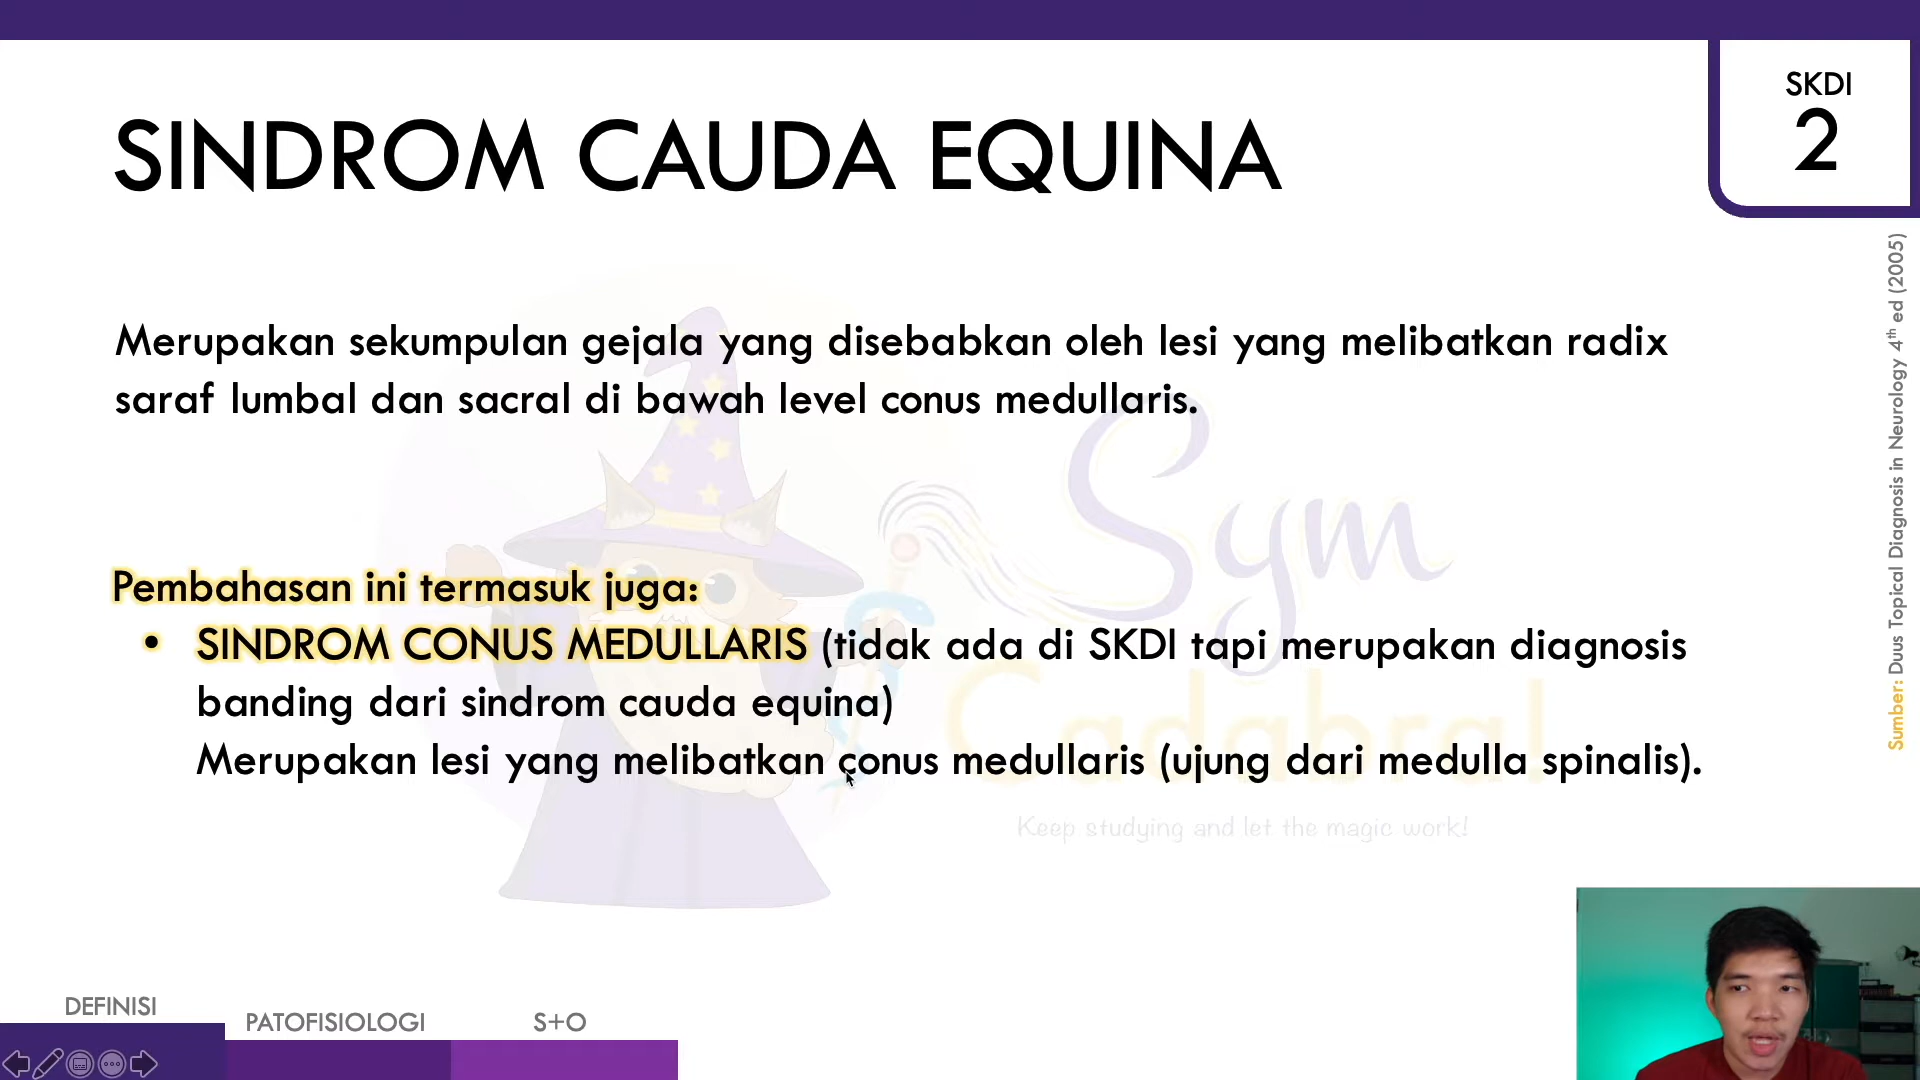 SKDI
2
SINDROM CAUDA EQUINA
Merupakan sekumpulan gejala yang disebabkan oleh lesi yang melibatkan radix
saraf lumbal dan sacral di bawah level conus medullaris.
Pembahasan ini termasuk juga:
• SINDROM CONUS MEDULLARIS (tidak ada di SKDI tapi merupakan diagnosis
banding dari sindrom cauda equina)
Merupakan lesi yang melibatkan conus medullaris (ujung dari medulla spinalis).
Sym
Cadabra!
Keep studying and let the magic work!
Sumber: Duus Topical Diagnosis in Neurology 4th ed (2005)
DEFINISI
PATOFISIOLOGI
S+O